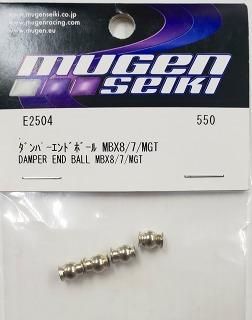 www.mugenseiki.co.jp
www.mugenracing.com
www.mugen.eu
mugen
SEIKI
E2504 550
ﾀﾞﾝﾊﾟｰｴﾝﾄﾞﾎﾞｰﾙ MBX8/7/MGT
DAMPER END BALL MBX8/7/MGT